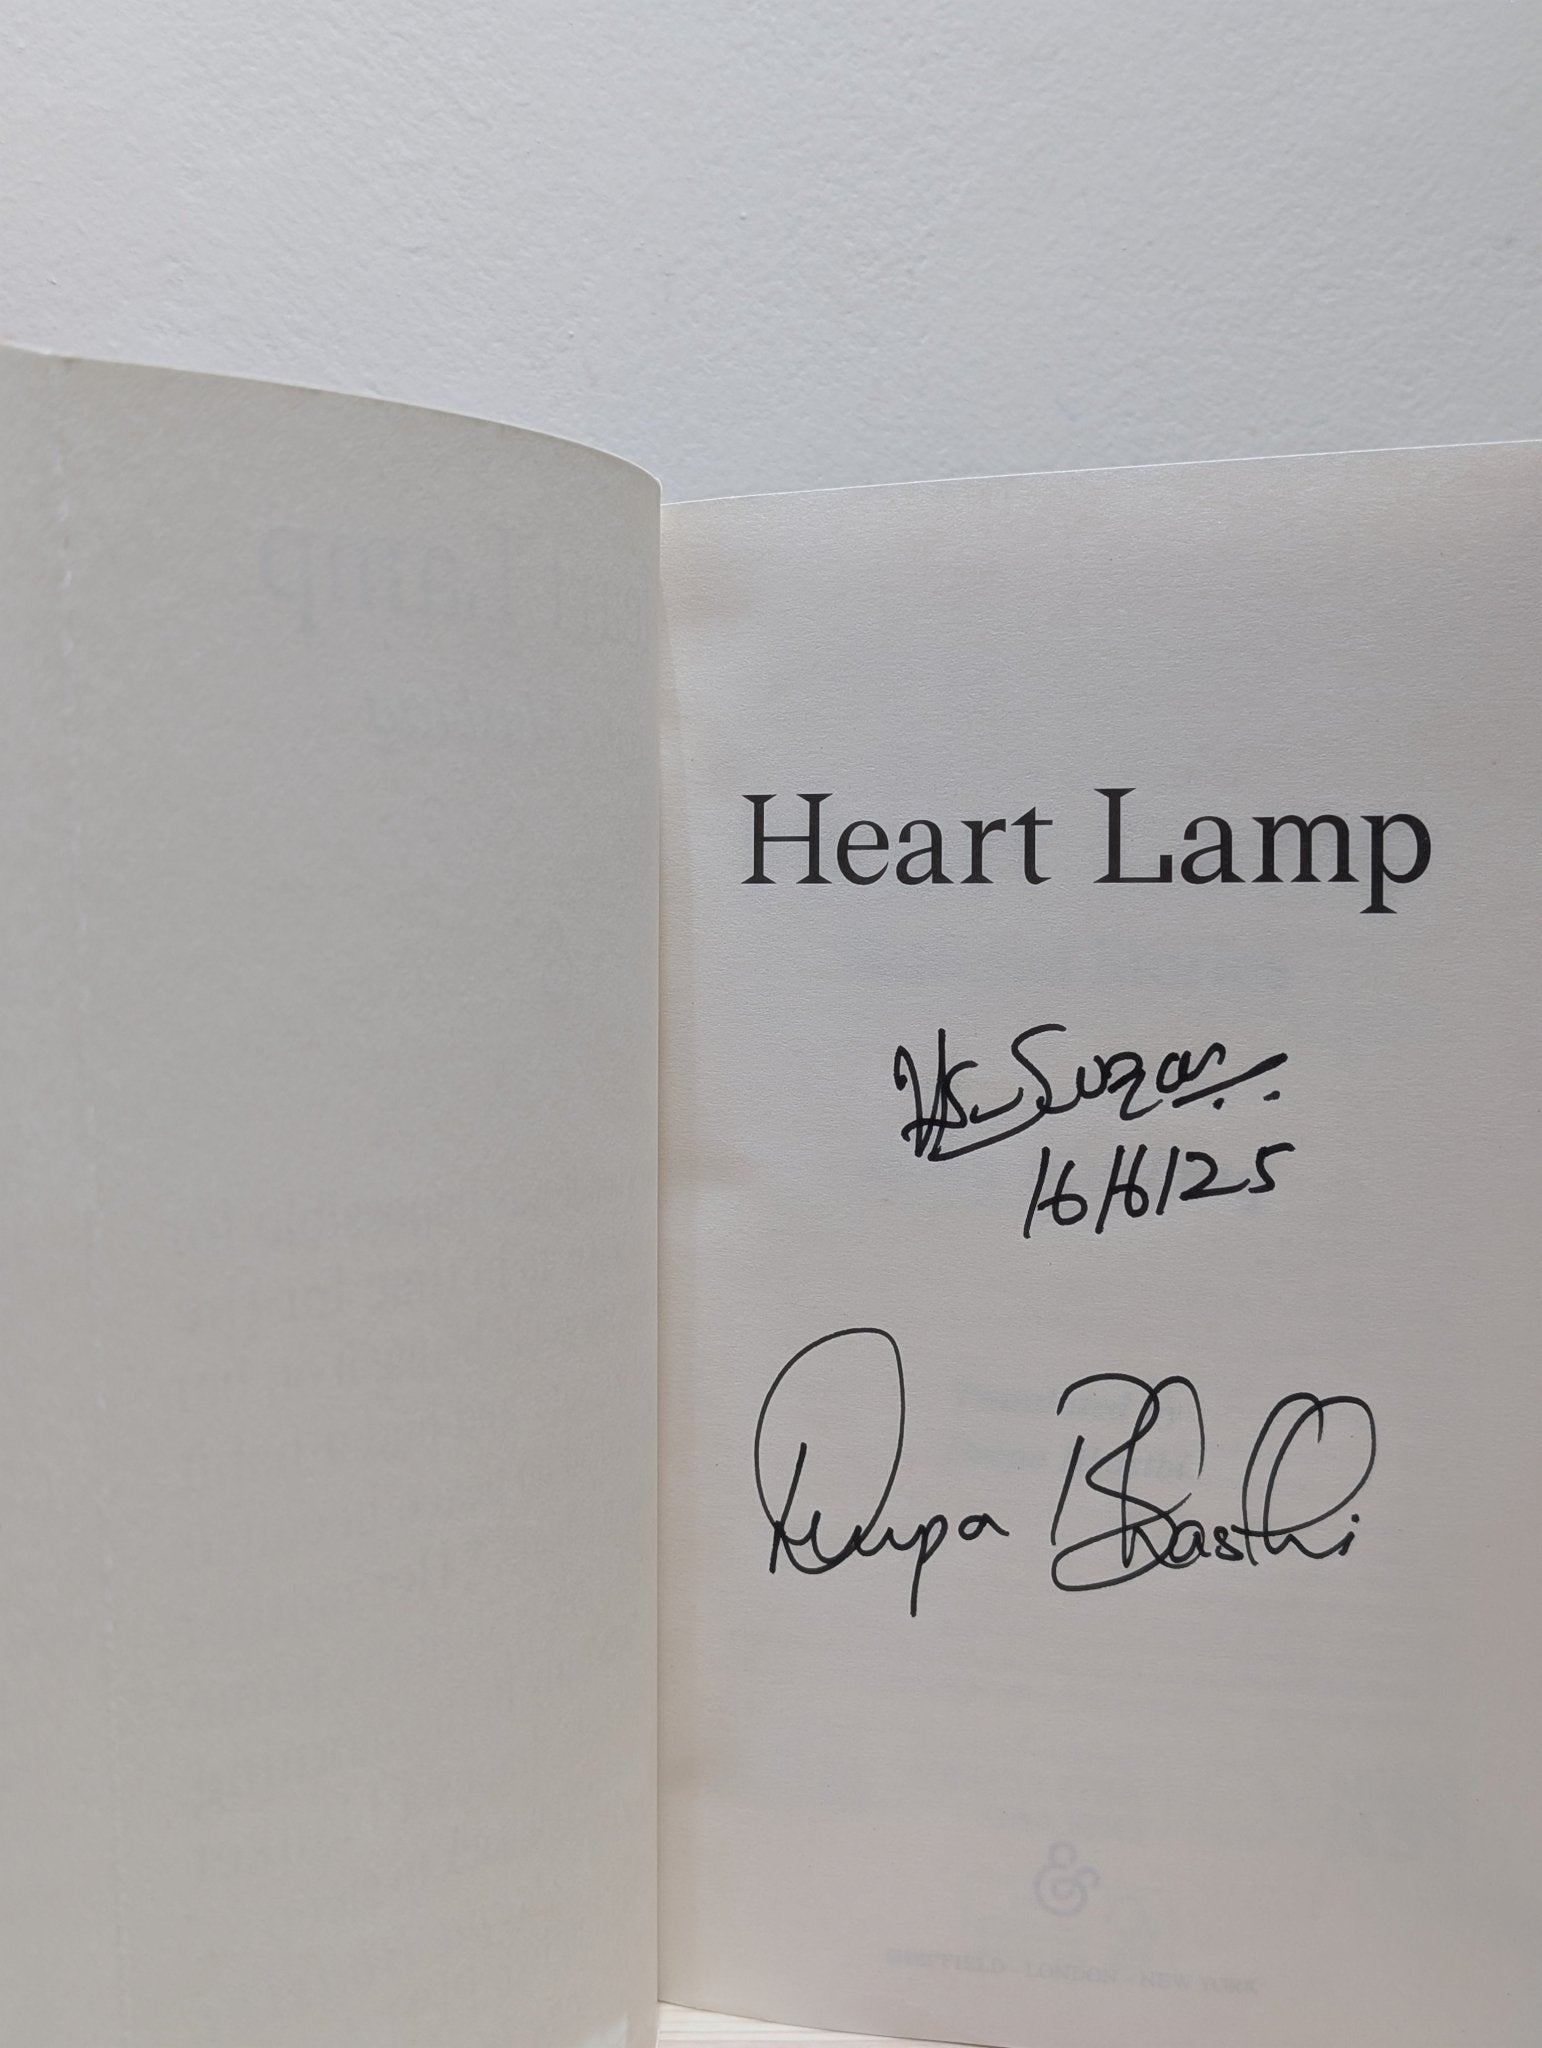 Heart Lamp
16/6/25
Deepa Bhasthi
&
SHEFFIELD · LONDON · NEW YORK